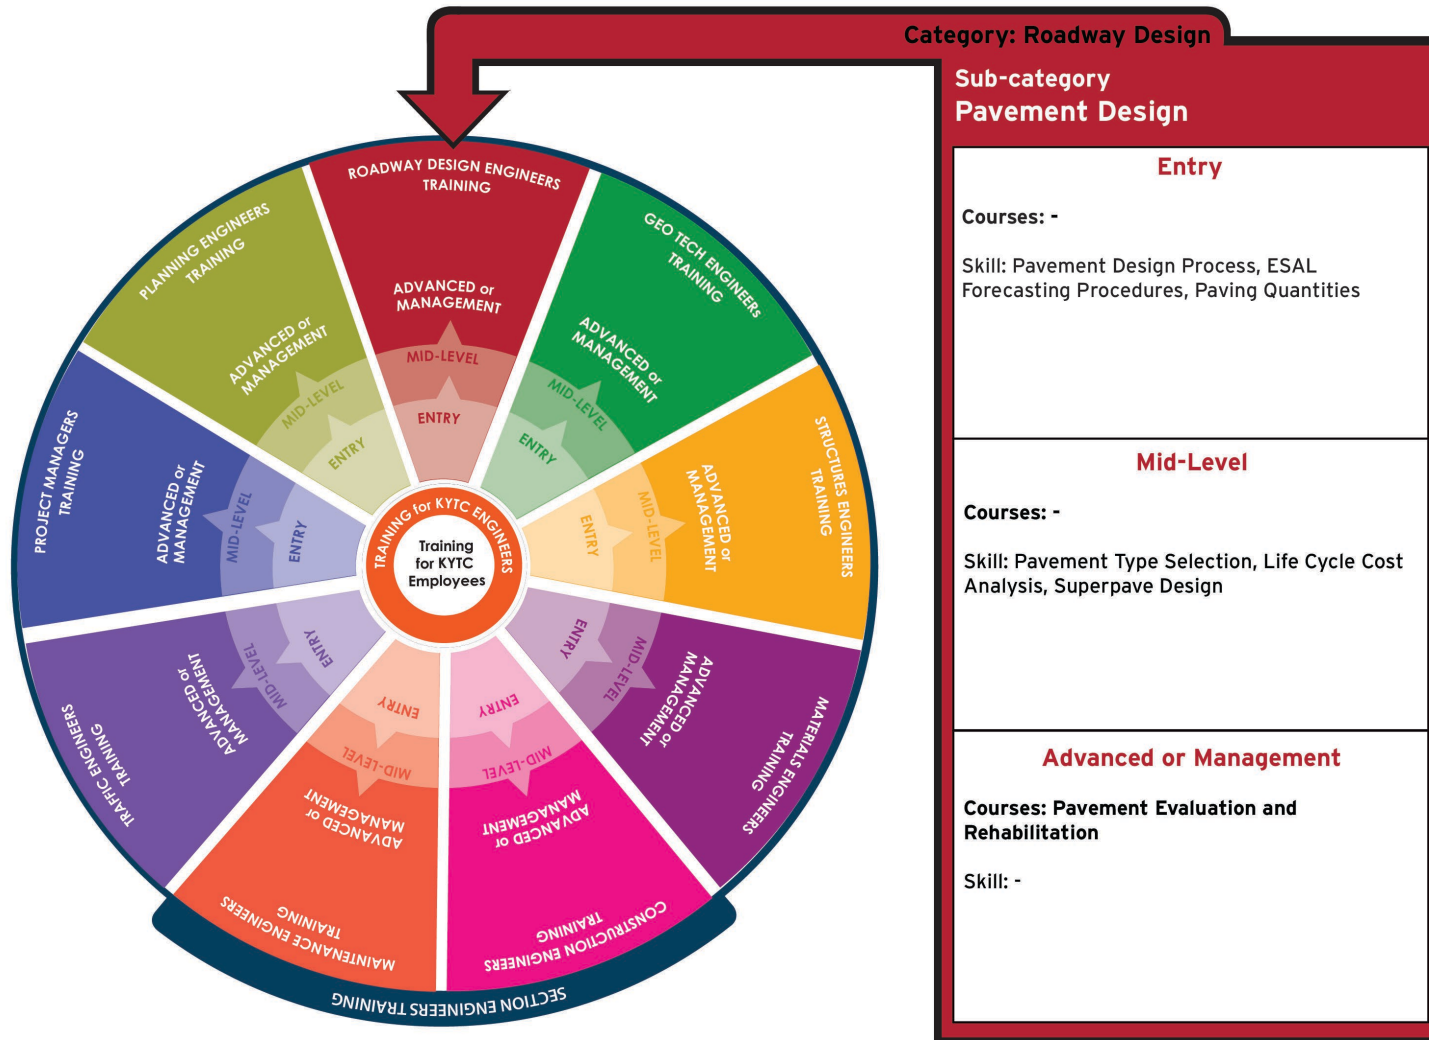 Category: Roadway Design
Sub-category
Pavement Design
Entry
Courses: -
Skill: Pavement Design Process, ESAL
Forecasting Procedures, Paving Quantities
Mid-Level
Courses: -
Skill: Pavement Type Selection, Life Cycle Cost
Analysis, Superpave Design
Advanced or Management
Courses: Pavement Evaluation and
Rehabilitation
Skill: -
ROADWAY DESIGN ENGINEERS
TRAINING
ADVANCED or
MANAGEMENT
MID-LEVEL
ENTRY
GEO TECH ENGINEERS
TRAINING
ADVANCED or
MANAGEMENT
MID-LEVEL
ENTRY
STRUCTURES ENGINEERS
TRAINING
ADVANCED or
MANAGEMENT
MID-LEVEL
ENTRY
MATERIALS ENGINEERS
TRAINING
ADVANCED or
MANAGEMENT
MID-LEVEL
ENTRY
CONSTRUCTION ENGINEERS
TRAINING
ADVANCED or
MANAGEMENT
MID-LEVEL
ENTRY
MAINTENANCE ENGINEERS
TRAINING
ADVANCED or
MANAGEMENT
MID-LEVEL
ENTRY
SECTION ENGINEERS TRAINING
TRAFFIC ENGINEERS
TRAINING
ADVANCED or
MANAGEMENT
MID-LEVEL
ENTRY
PROJECT MANAGERS
TRAINING
ADVANCED or
MANAGEMENT
MID-LEVEL
ENTRY
PLANNING ENGINEERS
TRAINING
ADVANCED or
MANAGEMENT
MID-LEVEL
ENTRY
TRAINING for KYTC ENGINEERS
Training
for KYTC
Employees